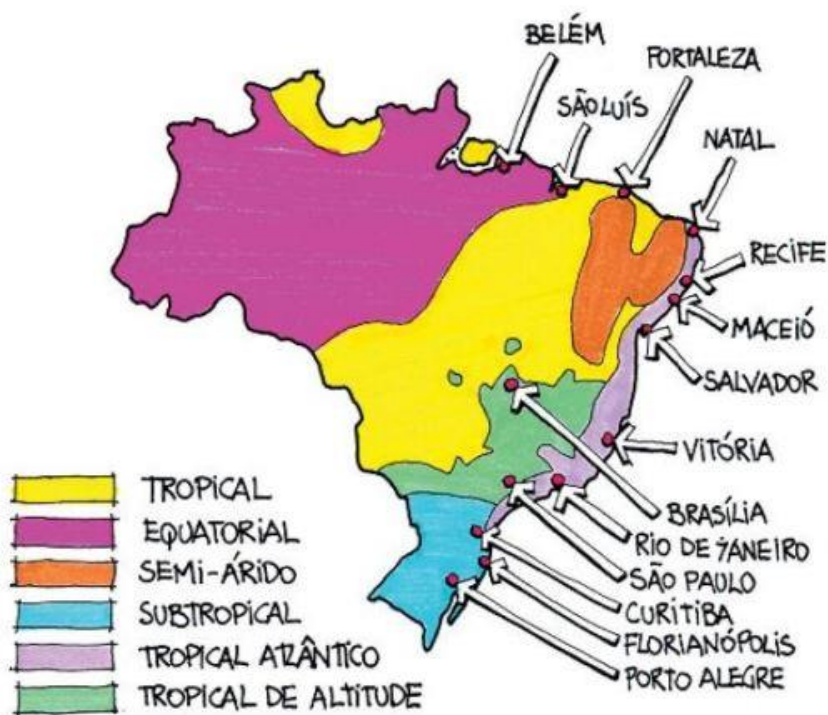 BELÉM
FORTALEZA
SÃO LUÍS
NATAL
RECIFE
MACEIÓ
SALVADOR
VITÓRIA
BRASÍLIA
RIO DE JANEIRO
SÃO PAULO
CURITIBA
FLORIANÓPOLIS
PORTO ALEGRE
TROPICAL
EQUATORIAL
SEMI-ÁRIDO
SUBTROPICAL
TROPICAL ATLÂNTICO
TROPICAL DE ALTITUDE